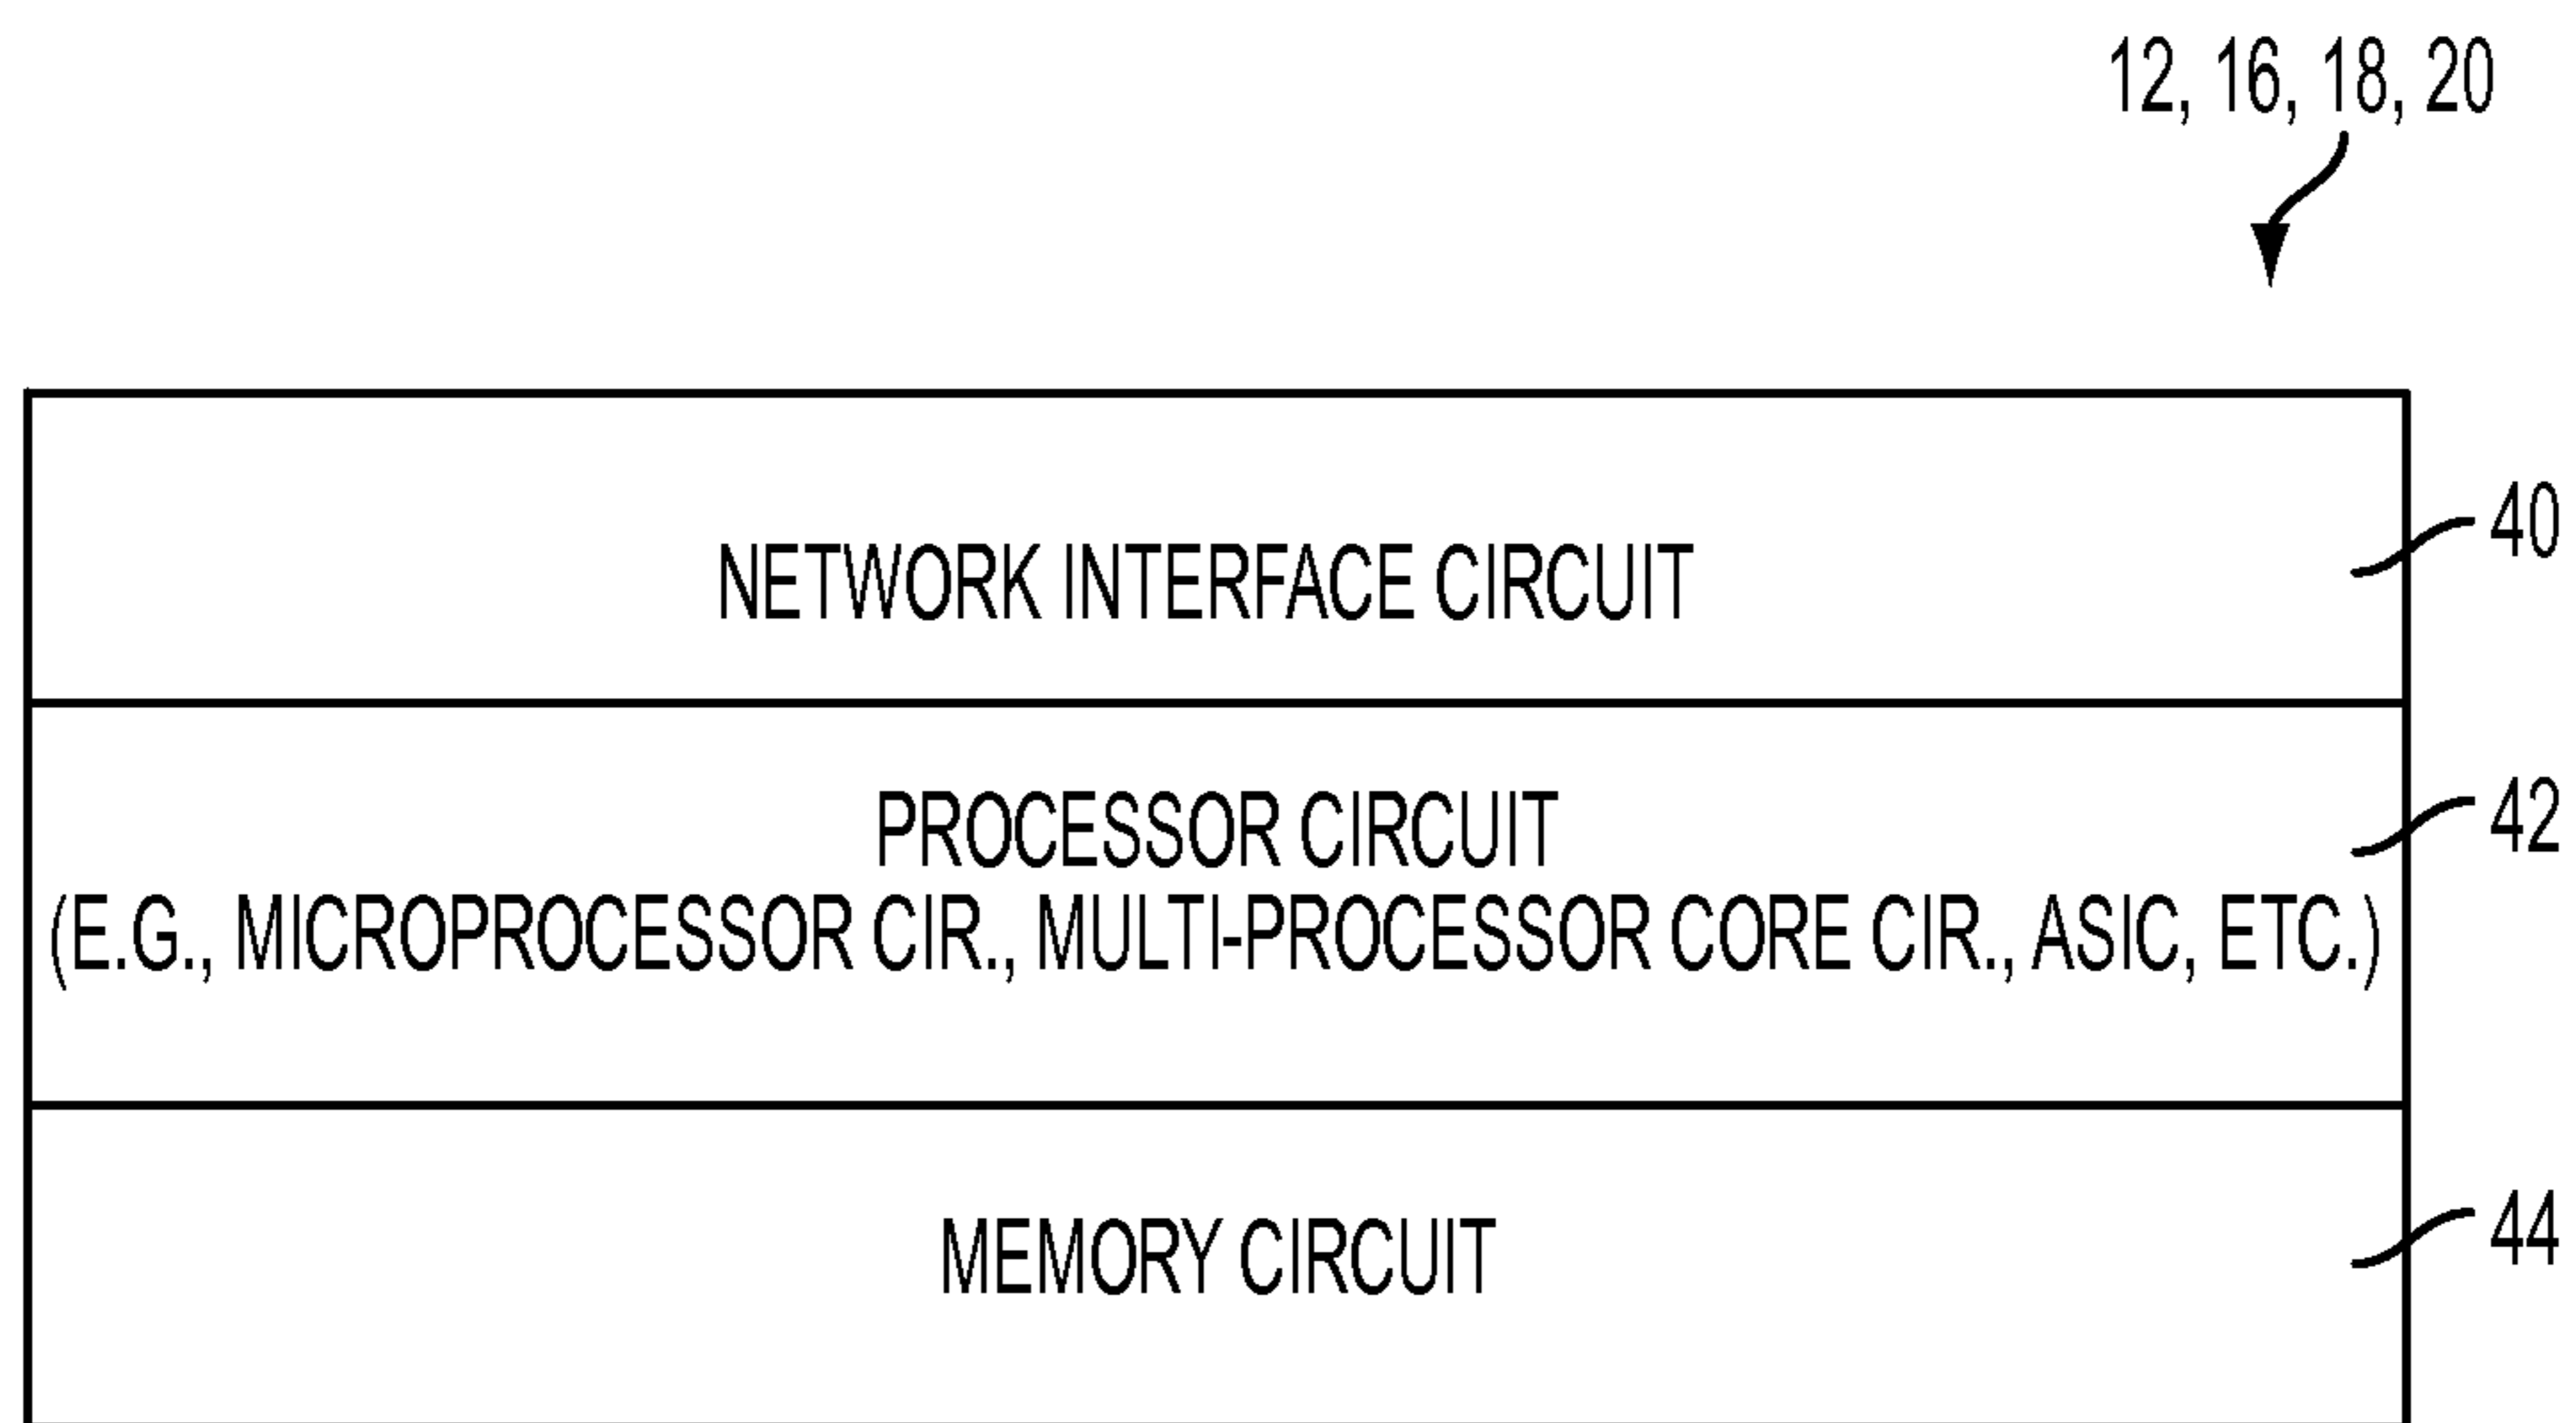 12, 16, 18, 20
NETWORK INTERFACE CIRCUIT
40
PROCESSOR CIRCUIT
42
(E.G., MICROPROCESSOR CIR., MULTI-PROCESSOR CORE CIR., ASIC, ETC.)
MEMORY CIRCUIT
44